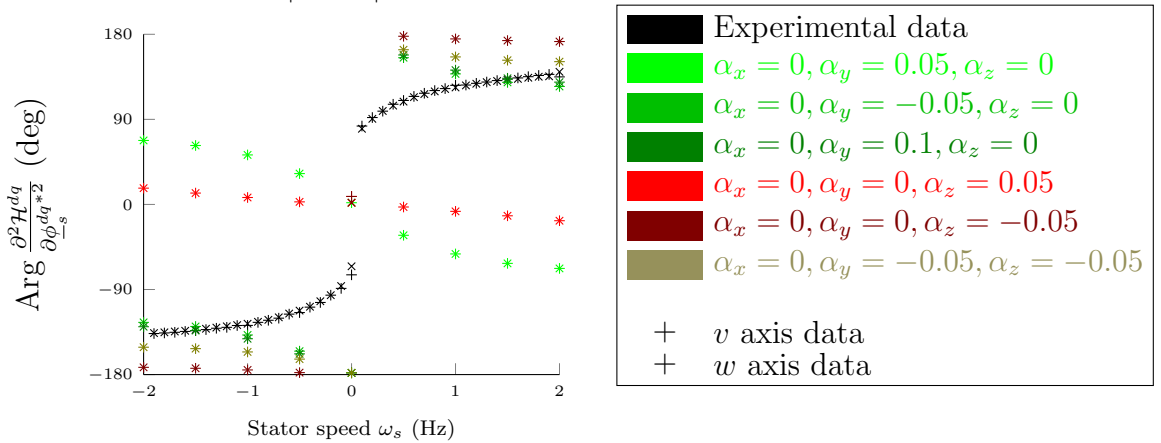 180
90
0
−90
−180
−2
−1
0
1
2
Arg ∂²ℋ^{dq} / ∂ϕ_s^{dq*2} (deg)
Stator speed ω_s (Hz)
Experimental data
α_x = 0, α_y = 0.05, α_z = 0
α_x = 0, α_y = −0.05, α_z = 0
α_x = 0, α_y = 0.1, α_z = 0
α_x = 0, α_y = 0, α_z = 0.05
α_x = 0, α_y = 0, α_z = −0.05
α_x = 0, α_y = −0.05, α_z = −0.05
+ v axis data
+ w axis data